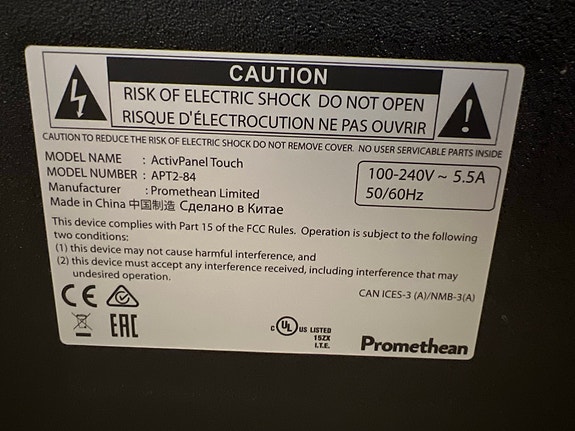 CAUTION
RISK OF ELECTRIC SHOCK DO NOT OPEN
RISQUE D'ÉLECTROCUTION NE PAS OUVRIR
CAUTION TO REDUCE THE RISK OF ELECTRIC SHOCK DO NOT REMOVE COVER. NO USER SERVICABLE PARTS INSIDE
MODEL NAME : ActivPanel Touch
MODEL NUMBER : APT2-84
Manufacturer : Promethean Limited
Made in China 中国制造 Сделано в Китае
100-240V ~ 5.5A
50/60Hz
This device complies with Part 15 of the FCC Rules. Operation is subject to the following
two conditions:
(1) this device may not cause harmful interference, and
(2) this device must accept any interference received, including interference that may
undesired operation.
CAN ICES-3 (A)/NMB-3(A)
CE
EAC
C UL US LISTED
15ZX
I.T.E.
Promethean